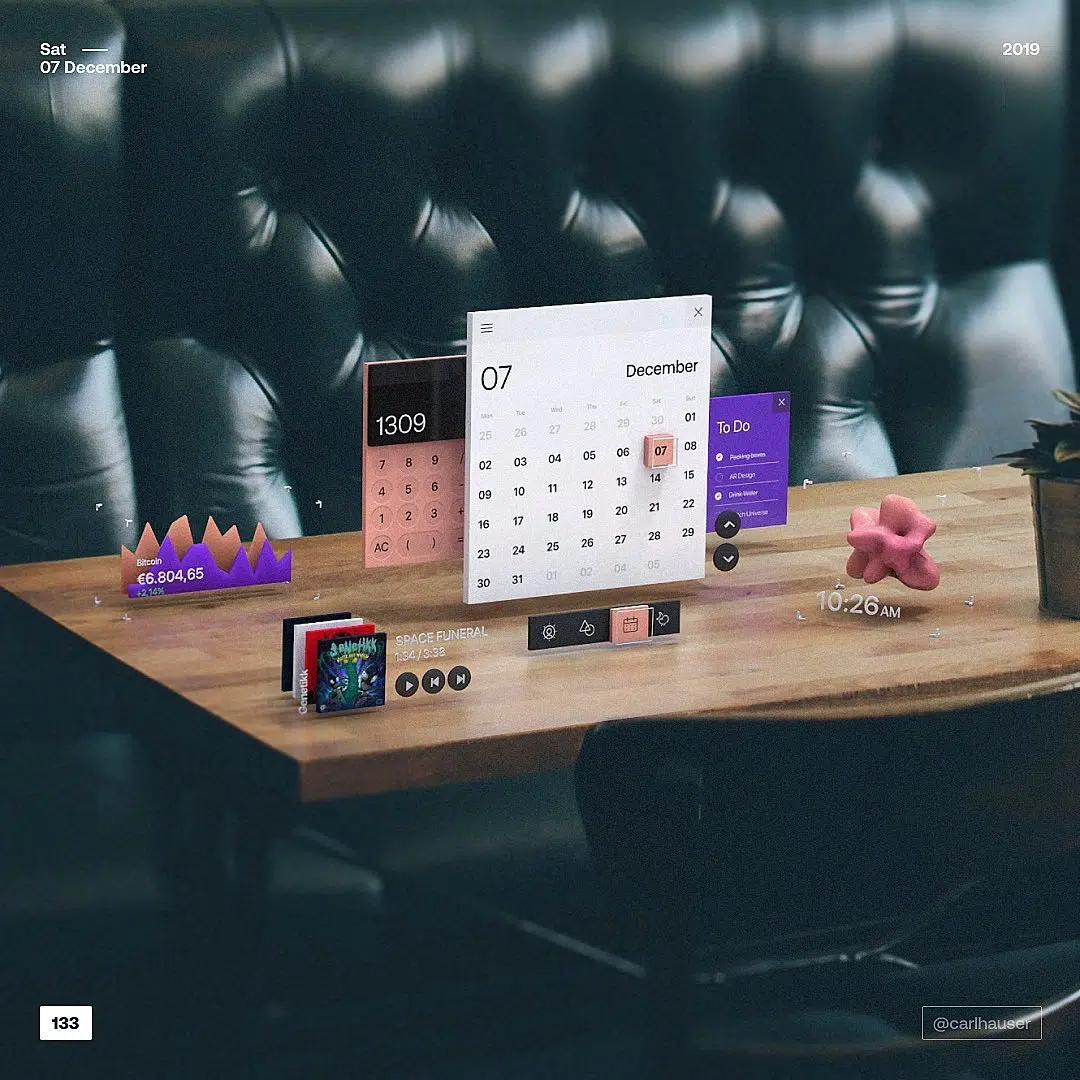 Sat
07 December
2019
07
December
Mon Tue Wed Thu Fri Sat Sun
25 26 27 28 29 30 01
02 03 04 05 06 07 08
09 10 11 12 13 14 15
16 17 18 19 20 21 22
23 24 25 26 27 28 29
30 31 01 02 04 05
1309
7 8 9 /
4 5 6
1 2 3 +
AC ( ) =
To Do
Packing boxes
AR Design
Drink Water
Universe
Bitcoin
€6.804,65
+2,14%
10:26 AM
SPACE FUNERAL
1:34 / 3:38
Genetikk
133
@carlhauser